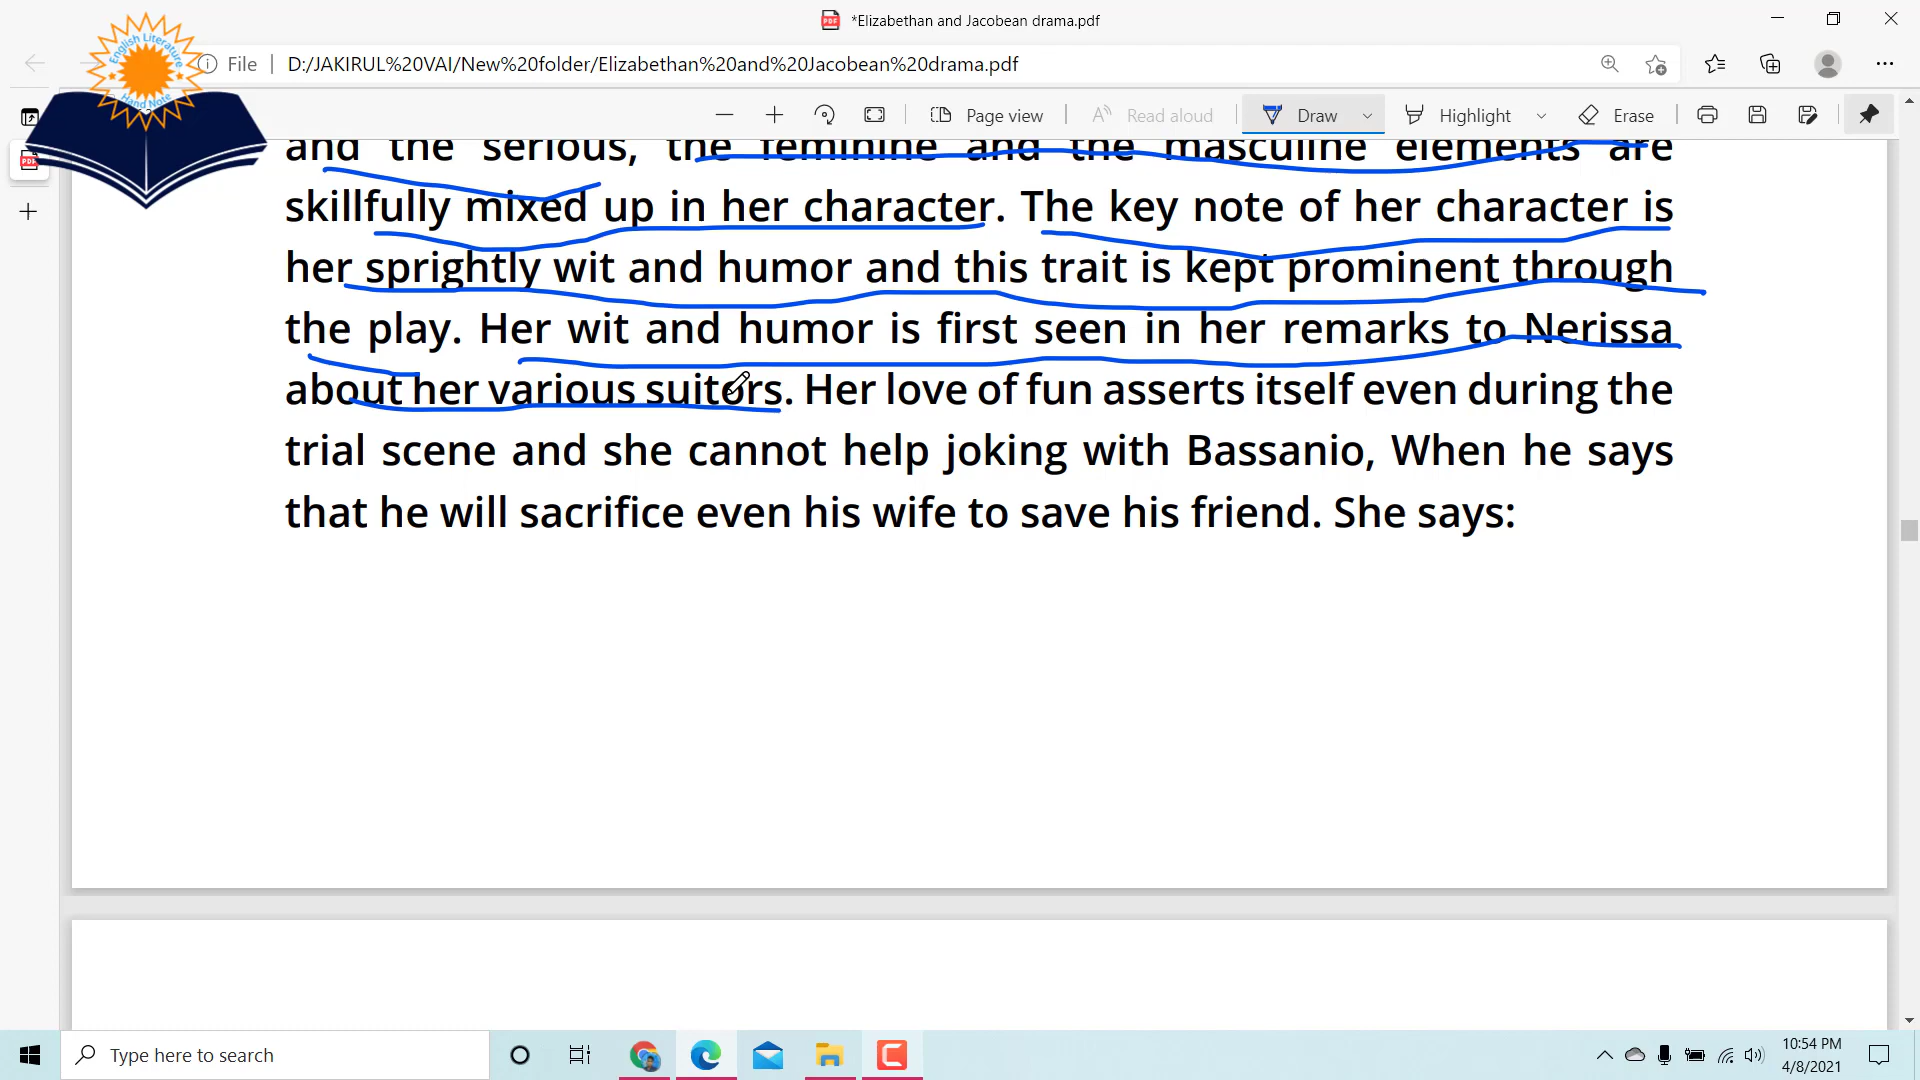 *Elizabethan and Jacobean drama.pdf
English Literature
Hand Note
File | D:/JAKIRUL%20VAI/New%20folder/Elizabethan%20and%20Jacobean%20drama.pdf
Page view
Read aloud
Draw
Highlight
Erase
and the serious, the feminine and the masculine elements are
skillfully mixed up in her character. The key note of her character is
her sprightly wit and humor and this trait is kept prominent through
the play. Her wit and humor is first seen in her remarks to Nerissa
about her various suitors. Her love of fun asserts itself even during the
trial scene and she cannot help joking with Bassanio, When he says
that he will sacrifice even his wife to save his friend. She says:
Type here to search
10:54 PM
4/8/2021